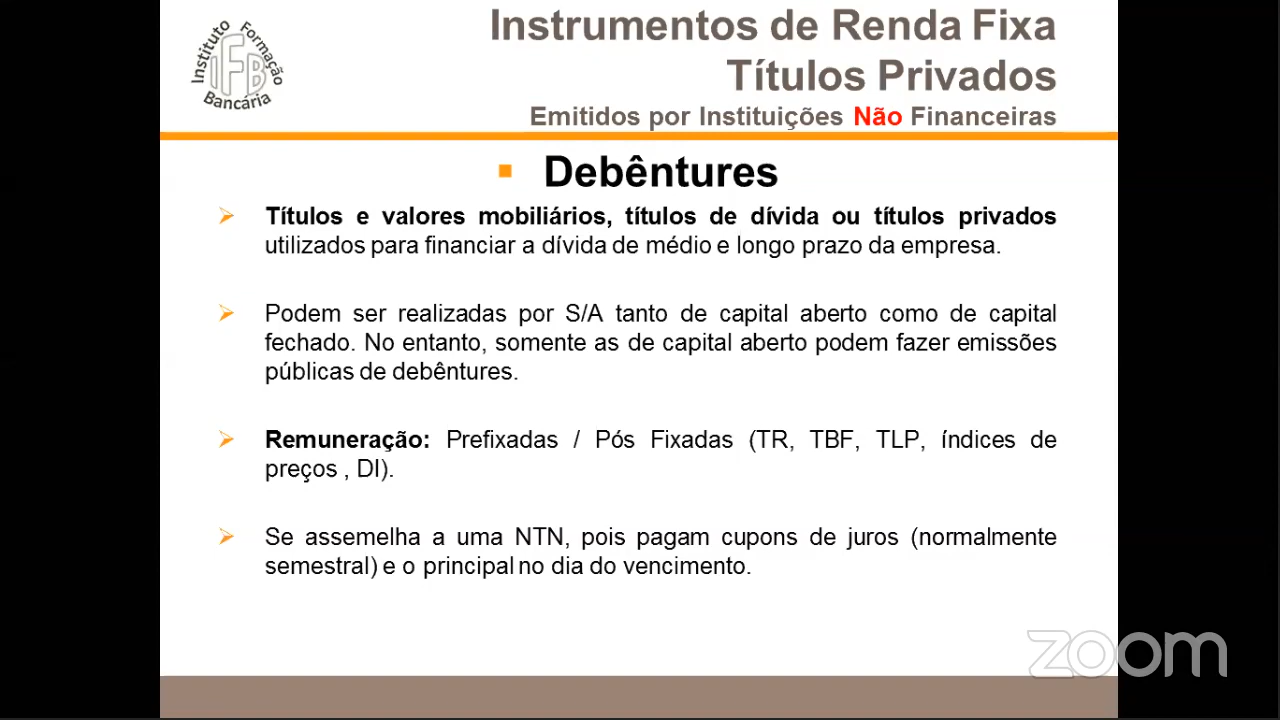 Instituto Formação
IFB
Bancária
Instrumentos de Renda Fixa
Títulos Privados
Emitidos por Instituições Não Financeiras
Debêntures
Títulos e valores mobiliários, títulos de dívida ou títulos privados
utilizados para financiar a dívida de médio e longo prazo da empresa.
Podem ser realizadas por S/A tanto de capital aberto como de capital
fechado. No entanto, somente as de capital aberto podem fazer emissões
públicas de debêntures.
Remuneração: Prefixadas / Pós Fixadas (TR, TBF, TLP, índices de
preços , DI).
Se assemelha a uma NTN, pois pagam cupons de juros (normalmente
semestral) e o principal no dia do vencimento.
zoom